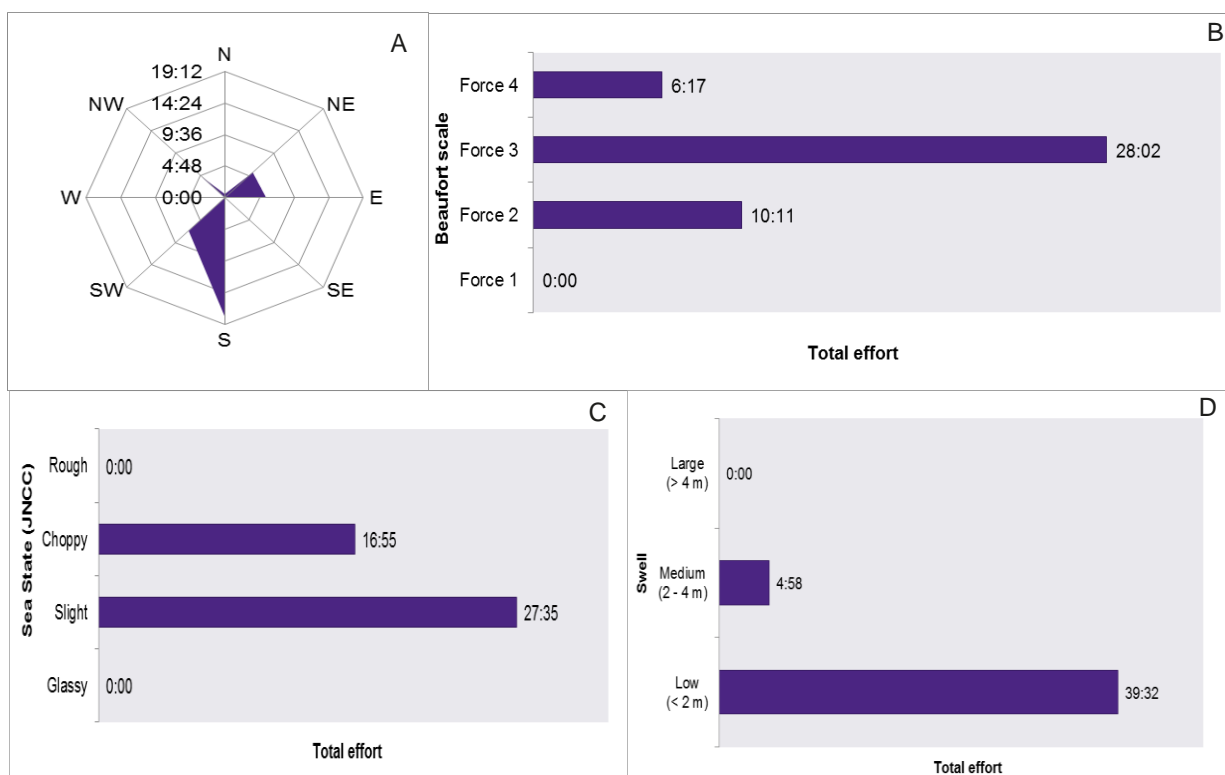 A
N
19:12
NW
NE
14:24
9:36
4:48
W
0:00
E
SW
SE
S
B
Beaufort scale
Force 4
6:17
Force 3
28:02
Force 2
10:11
Force 1
0:00
Total effort
C
Sea State (JNCC)
Rough
0:00
Choppy
16:55
Slight
27:35
Glassy
0:00
Total effort
D
Swell
Large
(> 4 m)
0:00
Medium
(2 - 4 m)
4:58
Low
(< 2 m)
39:32
Total effort